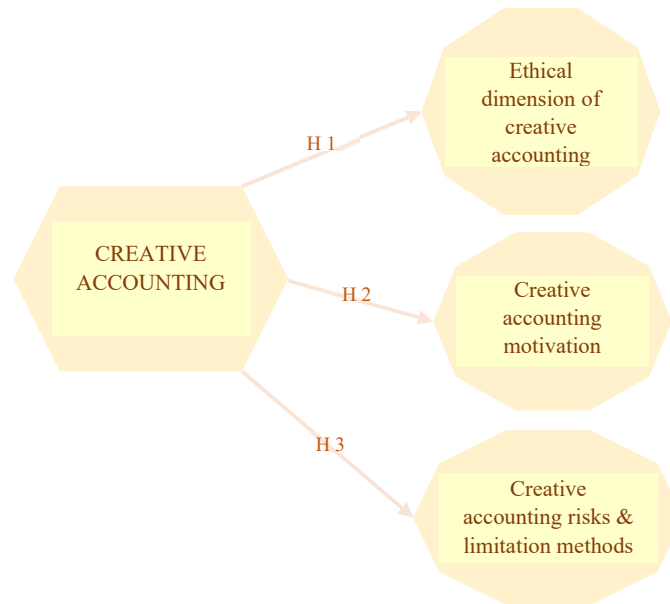 Ethical
dimension of
creative
accounting
H 1
CREATIVE
ACCOUNTING
H 2
Creative
accounting
motivation
H 3
Creative
accounting risks &
limitation methods